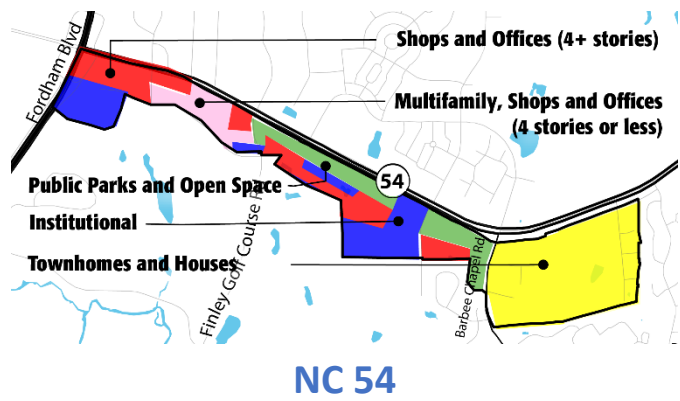 Fordham Blvd
Shops and Offices (4+ stories)
Multifamily, Shops and Offices
(4 stories or less)
54
Public Parks and Open Space
Institutional
Townhomes and Houses
Finley Golf Course Rd
Barbee Chapel Rd
NC 54